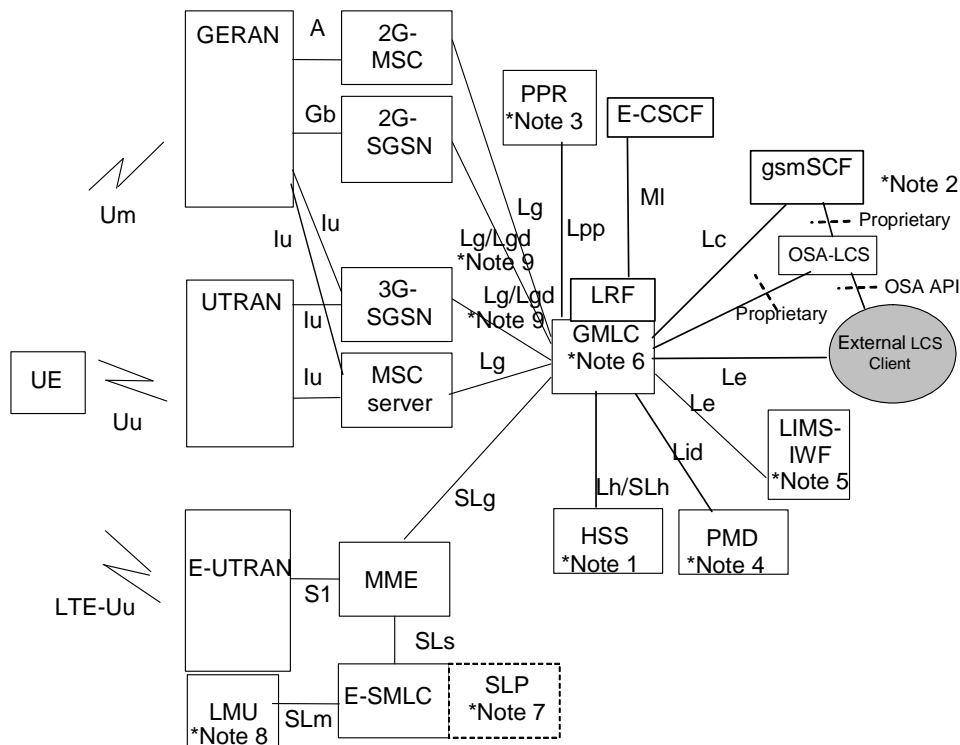 GERAN
A
2G-
MSC
Gb
2G-
SGSN
PPR
*Note 3
E-CSCF
gsmSCF
*Note 2
Proprietary
OSA-LCS
OSA API
Proprietary
Um
Iu
Iu
Lg
Lg/Lgd
*Note 9
Lpp
Ml
Lc
UTRAN
Iu
3G-
SGSN
Lg/Lgd
*Note 9
LRF
GMLC
*Note 6
External LCS
Client
UE
Uu
Iu
MSC
server
Lg
Le
Le
LIMS-
IWF
*Note 5
Lid
Lh/SLh
SLg
HSS
*Note 1
PMD
*Note 4
E-UTRAN
S1
MME
LTE-Uu
SLs
E-SMLC
SLP
*Note 7
LMU
*Note 8
SLm